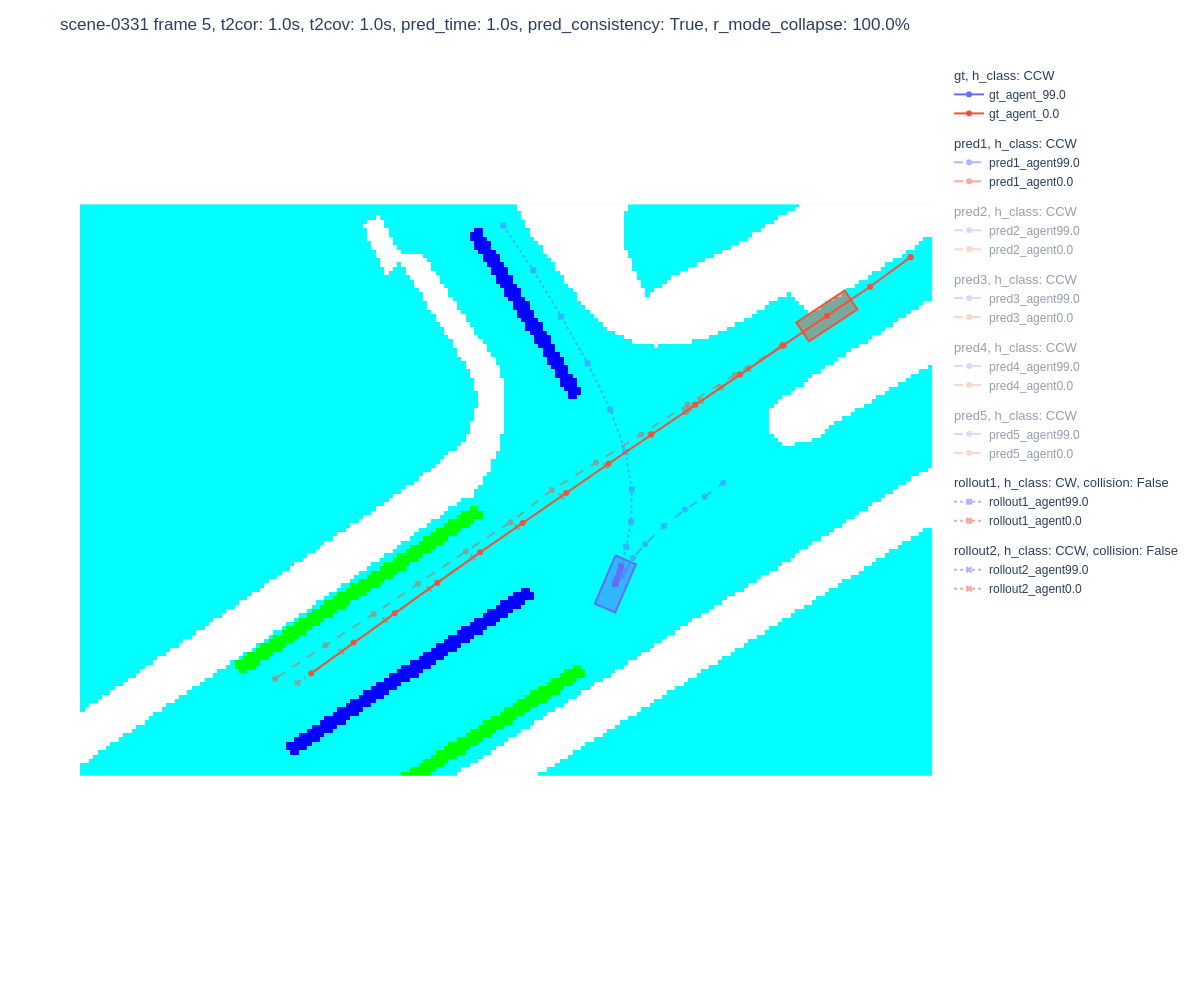 scene-0331 frame 5, t2cor: 1.0s, t2cov: 1.0s, pred_time: 1.0s, pred_consistency: True, r_mode_collapse: 100.0%
gt, h_class: CCW
gt_agent_99.0
gt_agent_0.0
pred1, h_class: CCW
pred1_agent99.0
pred1_agent0.0
pred2, h_class: CCW
pred2_agent99.0
pred2_agent0.0
pred3, h_class: CCW
pred3_agent99.0
pred3_agent0.0
pred4, h_class: CCW
pred4_agent99.0
pred4_agent0.0
pred5, h_class: CCW
pred5_agent99.0
pred5_agent0.0
rollout1, h_class: CW, collision: False
rollout1_agent99.0
rollout1_agent0.0
rollout2, h_class: CCW, collision: False
rollout2_agent99.0
rollout2_agent0.0